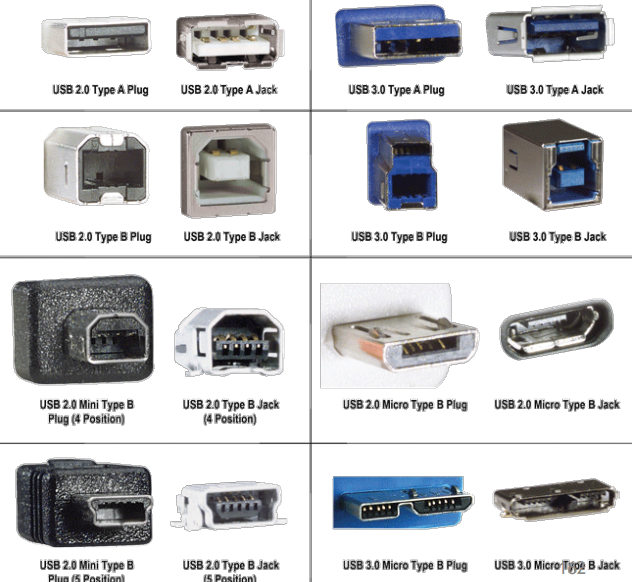 USB 2.0 Type A Plug
USB 2.0 Type A Jack
USB 3.0 Type A Plug
USB 3.0 Type A Jack
USB 2.0 Type B Plug
USB 2.0 Type B Jack
USB 3.0 Type B Plug
USB 3.0 Type B Jack
USB 2.0 Mini Type B
Plug (4 Position)
USB 2.0 Type B Jack
(4 Position)
USB 2.0 Micro Type B Plug
USB 2.0 Micro Type B Jack
USB 2.0 Mini Type B
Plug (5 Position)
USB 2.0 Type B Jack
(5 Position)
USB 3.0 Micro Type B Plug
USB 3.0 Micro Type B Jack